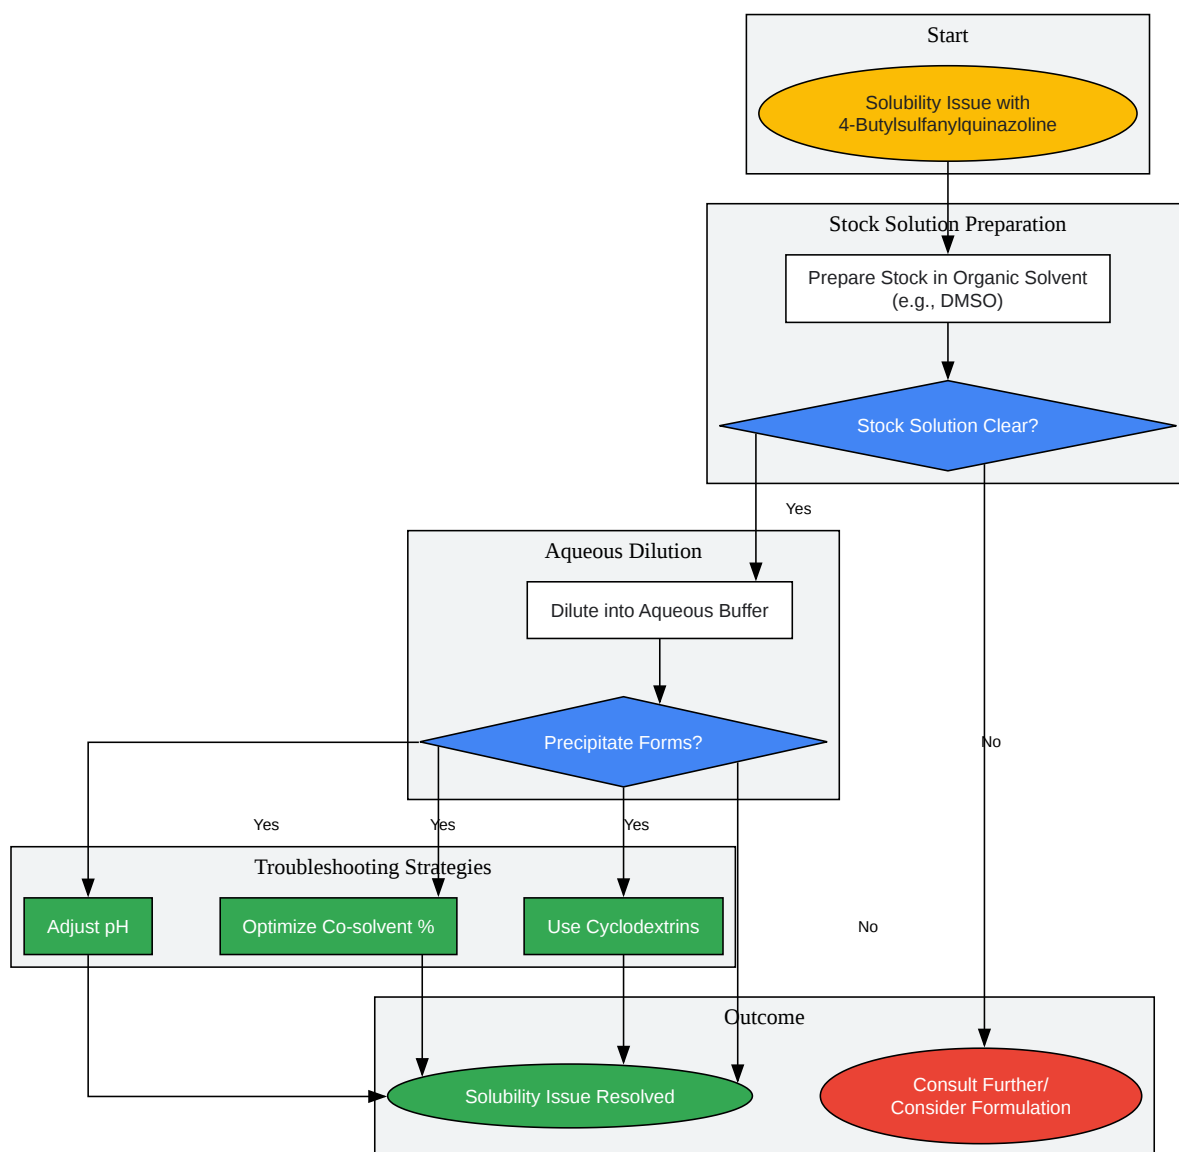 Start
Solubility Issue with
4-Butylsulfanylquinazoline
Stock Solution Preparation
Prepare Stock in Organic Solvent
(e.g., DMSO)
Stock Solution Clear?
Yes
Aqueous Dilution
Dilute into Aqueous Buffer
Precipitate Forms?
No
Yes
Yes
Yes
Troubleshooting Strategies
Adjust pH
Optimize Co-solvent %
Use Cyclodextrins
No
Outcome
Solubility Issue Resolved
Consult Further/
Consider Formulation